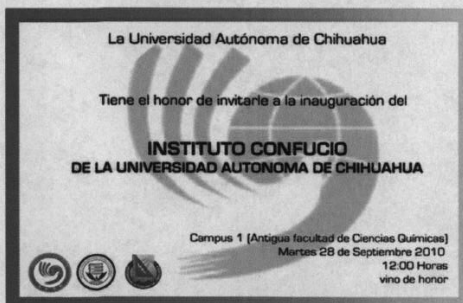 La Universidad Autónoma de Chihuahua
Tiene el honor de invitarle a la inauguración del
INSTITUTO CONFUCIO
DE LA UNIVERSIDAD AUTONOMA DE CHIHUAHUA
Campus 1 (Antigua facultad de Ciencias Químicas)
Martes 28 de Septiembre 2010
12:00 Horas
vino de honor